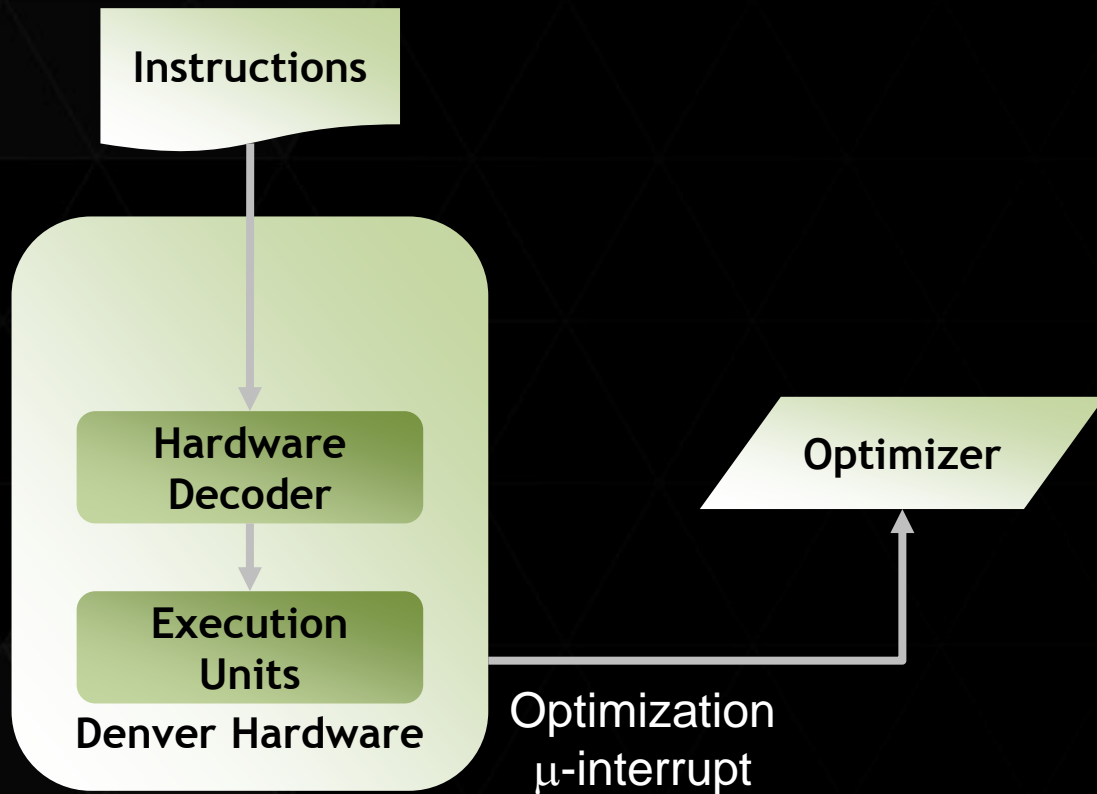 Instructions
Hardware
Decoder
Optimizer
Execution
Units
Denver Hardware
Optimization
μ-interrupt